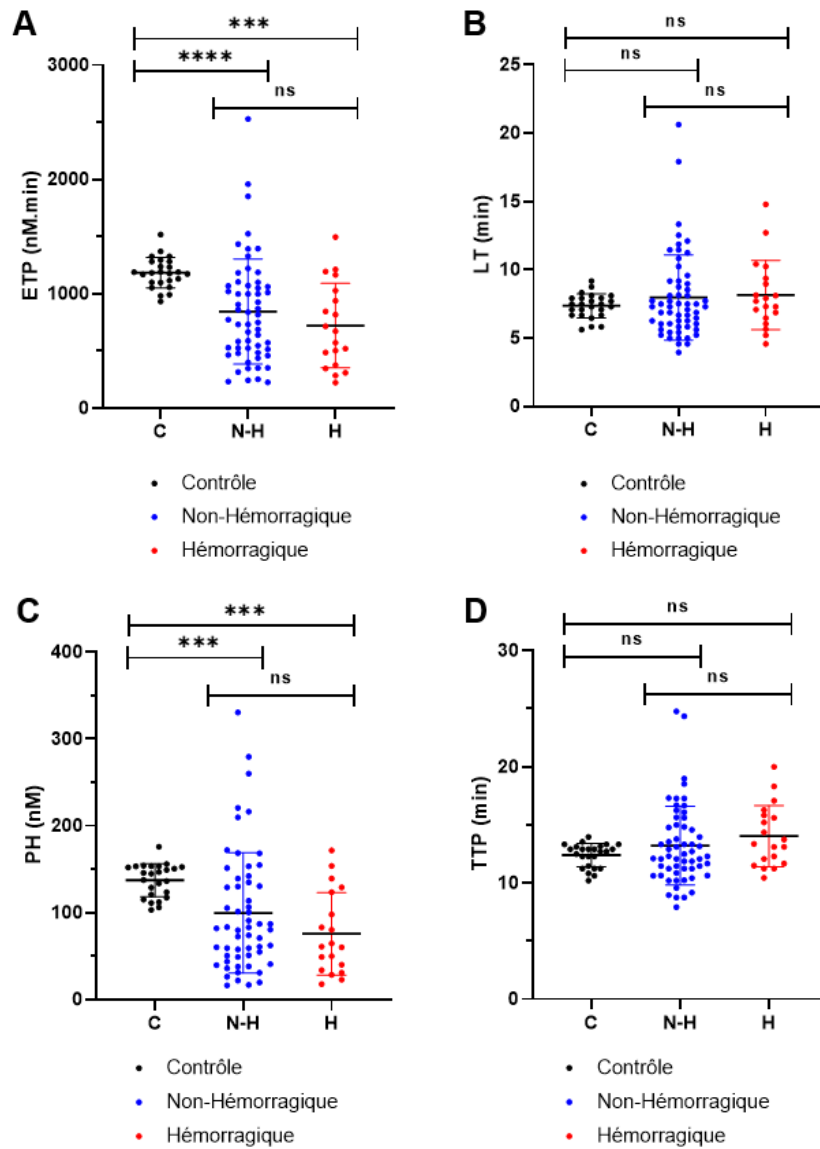 A
***
****
ns
3000
2000
1000
0
ETP (nM.min)
C N-H H
Contrôle
Non-Hémorragique
Hémorragique
B
ns
ns
ns
25
20
15
10
5
0
LT (min)
C N-H H
Contrôle
Non-Hémorragique
Hémorragique
C
***
***
ns
400
300
200
100
0
PH (nM)
C N-H H
Contrôle
Non-Hémorragique
Hémorragique
D
ns
ns
ns
30
20
10
0
TTP (min)
C N-H H
Contrôle
Non-Hémorragique
Hémorragique